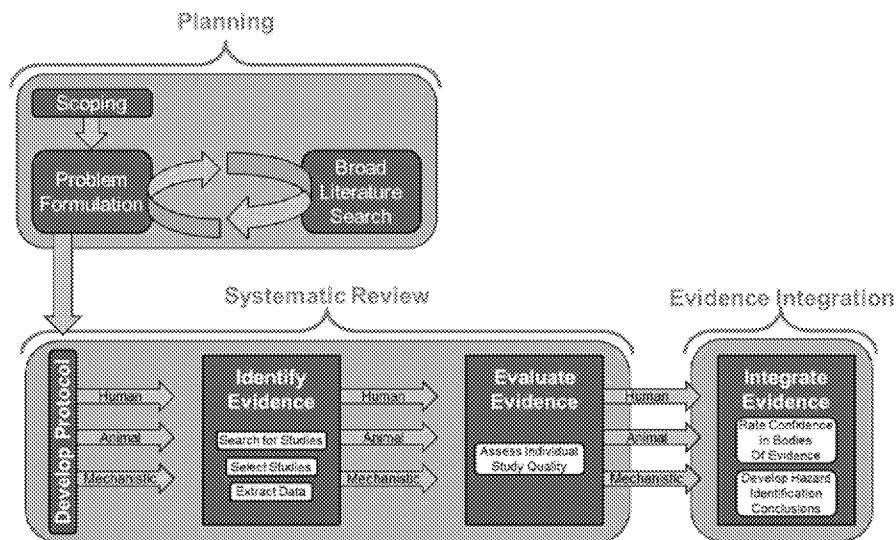 Planning
Scoping
Problem
Formulation
Broad
Literature
Search
Systematic Review
Evidence Integration
Develop Protocol
Human
Animal
Mechanistic
Identify
Evidence
Search for Studies
Select Studies
Extract Data
Human
Animal
Mechanistic
Evaluate
Evidence
Assess Individual
Study Quality
Human
Animal
Mechanistic
Integrate
Evidence
Rate Confidence
in Bodies
Of Evidence
Develop Hazard
Identification
Conclusions